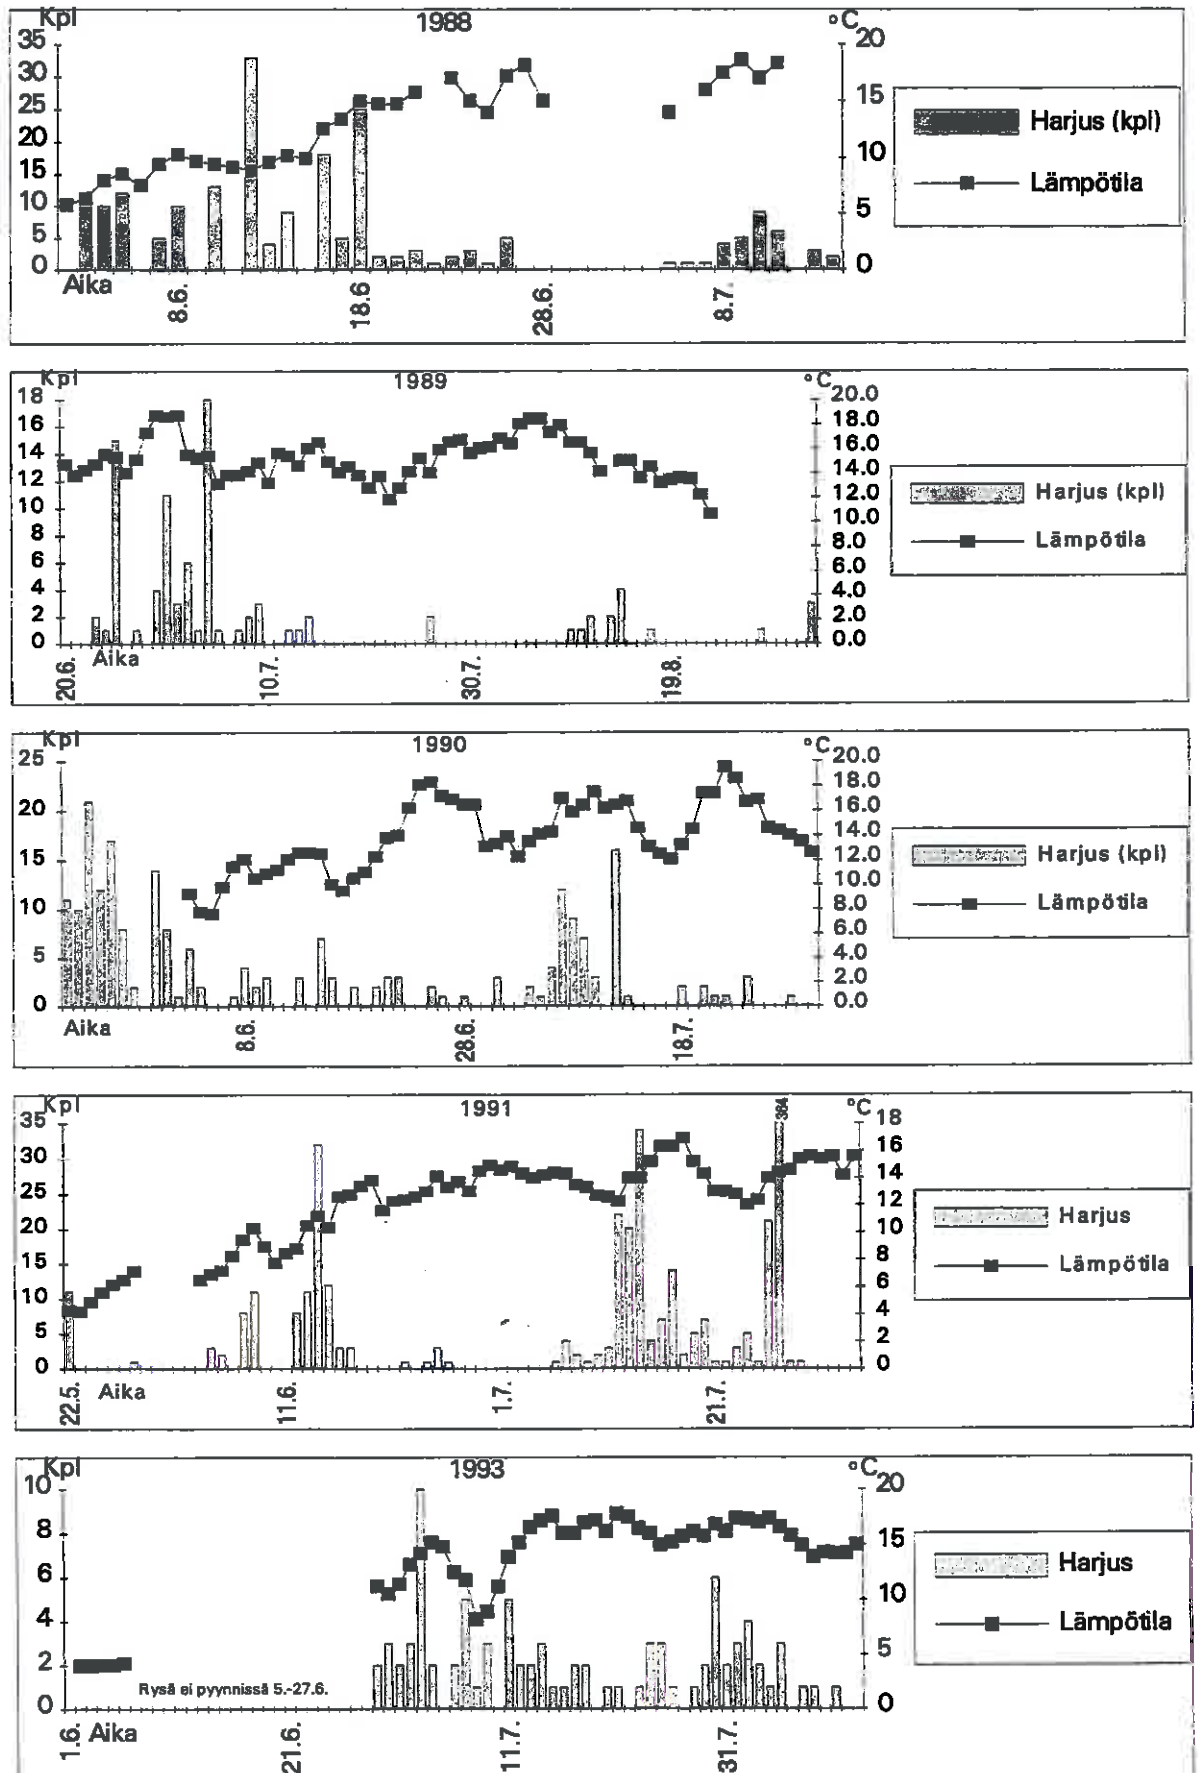 Kpl 1988 °C
35 20
30
25 15
20
15 10
10 5
5
0 0
Aika
8.6. 18.6 28.6. 8.7.
Harjus (kpl)
Lämpötila
Kpl 1989 °C
18 20.0
16 18.0
14 16.0
12 14.0
10 12.0
8 10.0
6 8.0
4 6.0
2 4.0
0 2.0
0.0
Aika
20.6. 10.7. 30.7. 19.8.
Harjus (kpl)
Lämpötila
Kpl 1990 °C
25 20.0
20 18.0
15 16.0
10 14.0
5 12.0
0 10.0
8.0
6.0
4.0
2.0
0.0
Aika
8.6. 28.6. 18.7.
Harjus (kpl)
Lämpötila
Kpl 1991 364 °C
35 18
30 16
25 14
20 12
15 10
10 8
5 6
0 4
2
0
22.5. Aika 11.6. 1.7. 21.7.
Harjus
Lämpötila
Kpl 1993 °C
10 20
8 15
6 10
4 5
2
0 0
Rysä ei pyynnissä 5.-27.6.
1.6. Aika 21.6. 11.7. 31.7.
Harjus
Lämpötila